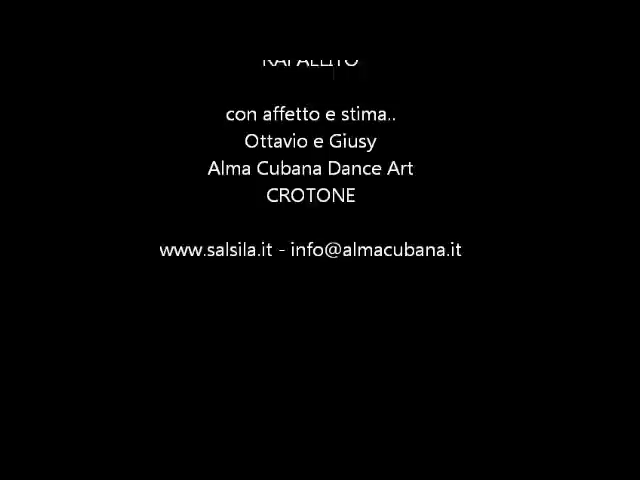 con affetto e stima..
Ottavio e Giusy
Alma Cubana Dance Art
CROTONE
www.salsila.it - info@almacubana.it